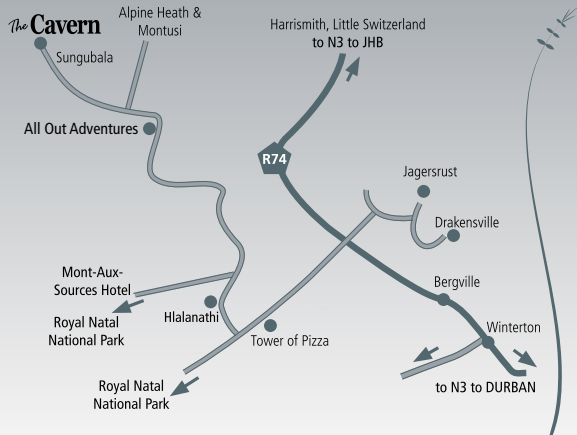 The Cavern
Alpine Heath &
Montusi
Harrismith, Little Switzerland
to N3 to JHB
Sungubala
All Out Adventures
R74
Jagersrust
Drakensville
Mont-Aux-
Sources Hotel
Bergville
Hlalanathi
Royal Natal
National Park
Winterton
Tower of Pizza
Royal Natal
National Park
to N3 to DURBAN